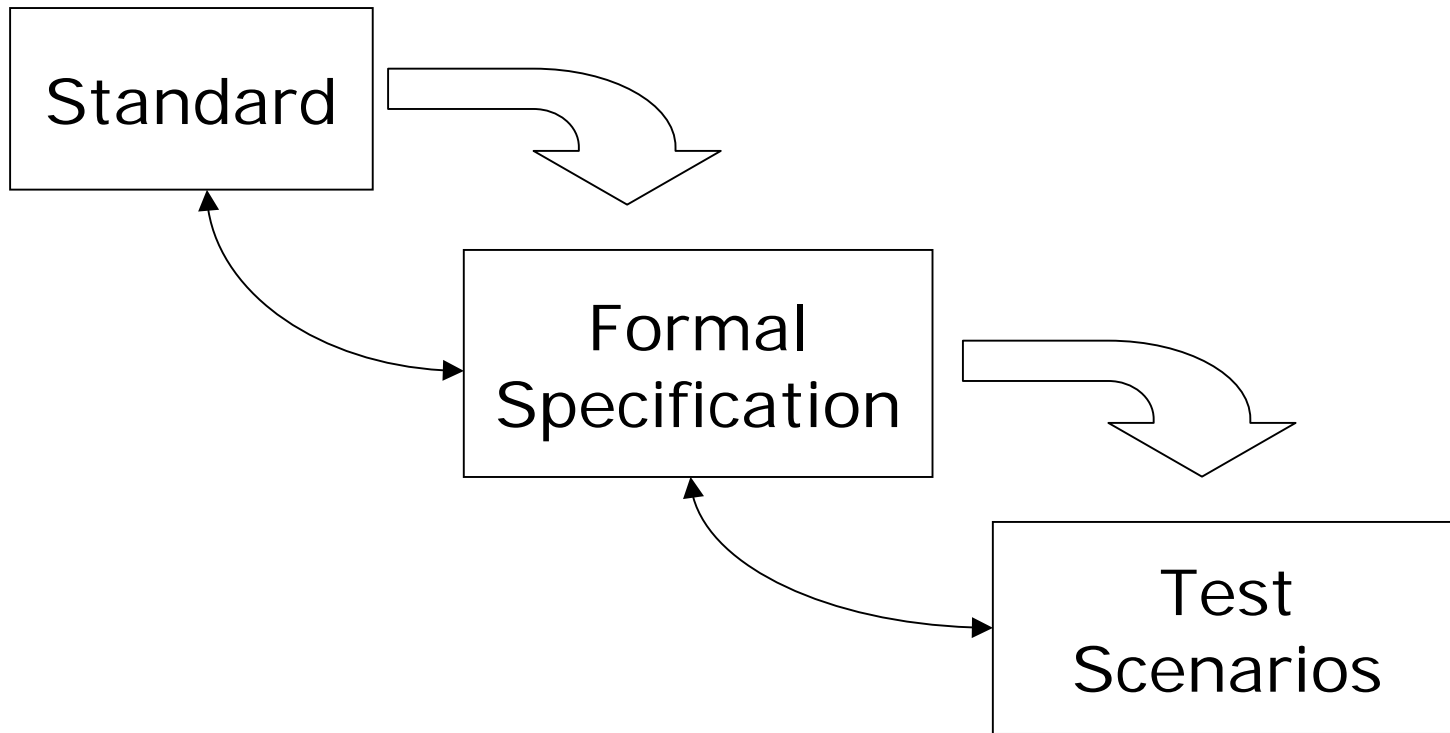 Standard
Formal
Specification
Test
Scenarios